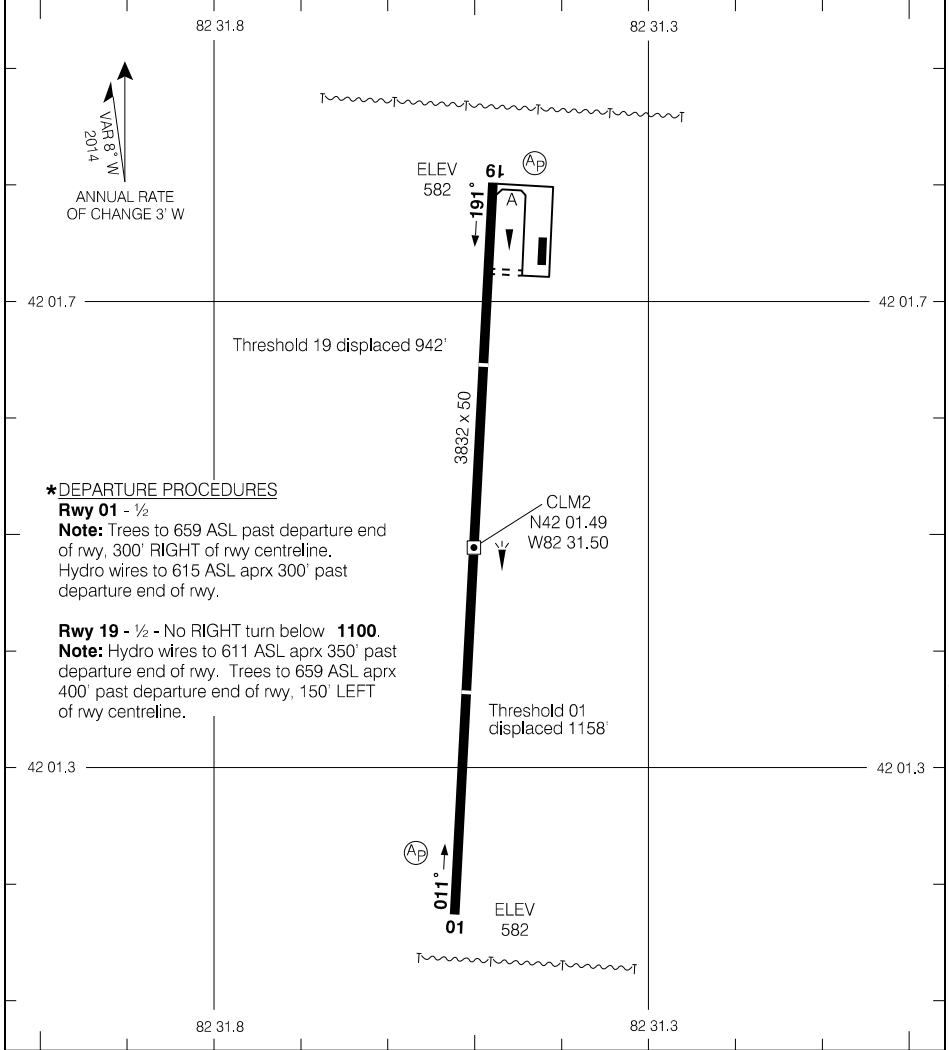 82 31.8
82 31.3
VAR 8° W
2014
ANNUAL RATE
OF CHANGE 3' W
ELEV
582
19
AP
191°
A
42 01.7
42 01.7
Threshold 19 displaced 942'
3832 x 50
*DEPARTURE PROCEDURES
Rwy 01 - ½
Note: Trees to 659 ASL past departure end
of rwy, 300' RIGHT of rwy centreline.
Hydro wires to 615 ASL aprx 300' past
departure end of rwy.
Rwy 19 - ½ - No RIGHT turn below 1100.
Note: Hydro wires to 611 ASL aprx 350' past
departure end of rwy. Trees to 659 ASL aprx
400' past departure end of rwy, 150' LEFT
of rwy centreline.
CLM2
N42 01.49
W82 31.50
Threshold 01
displaced 1158'
42 01.3
42 01.3
AP
011°
01
ELEV
582
82 31.8
82 31.3